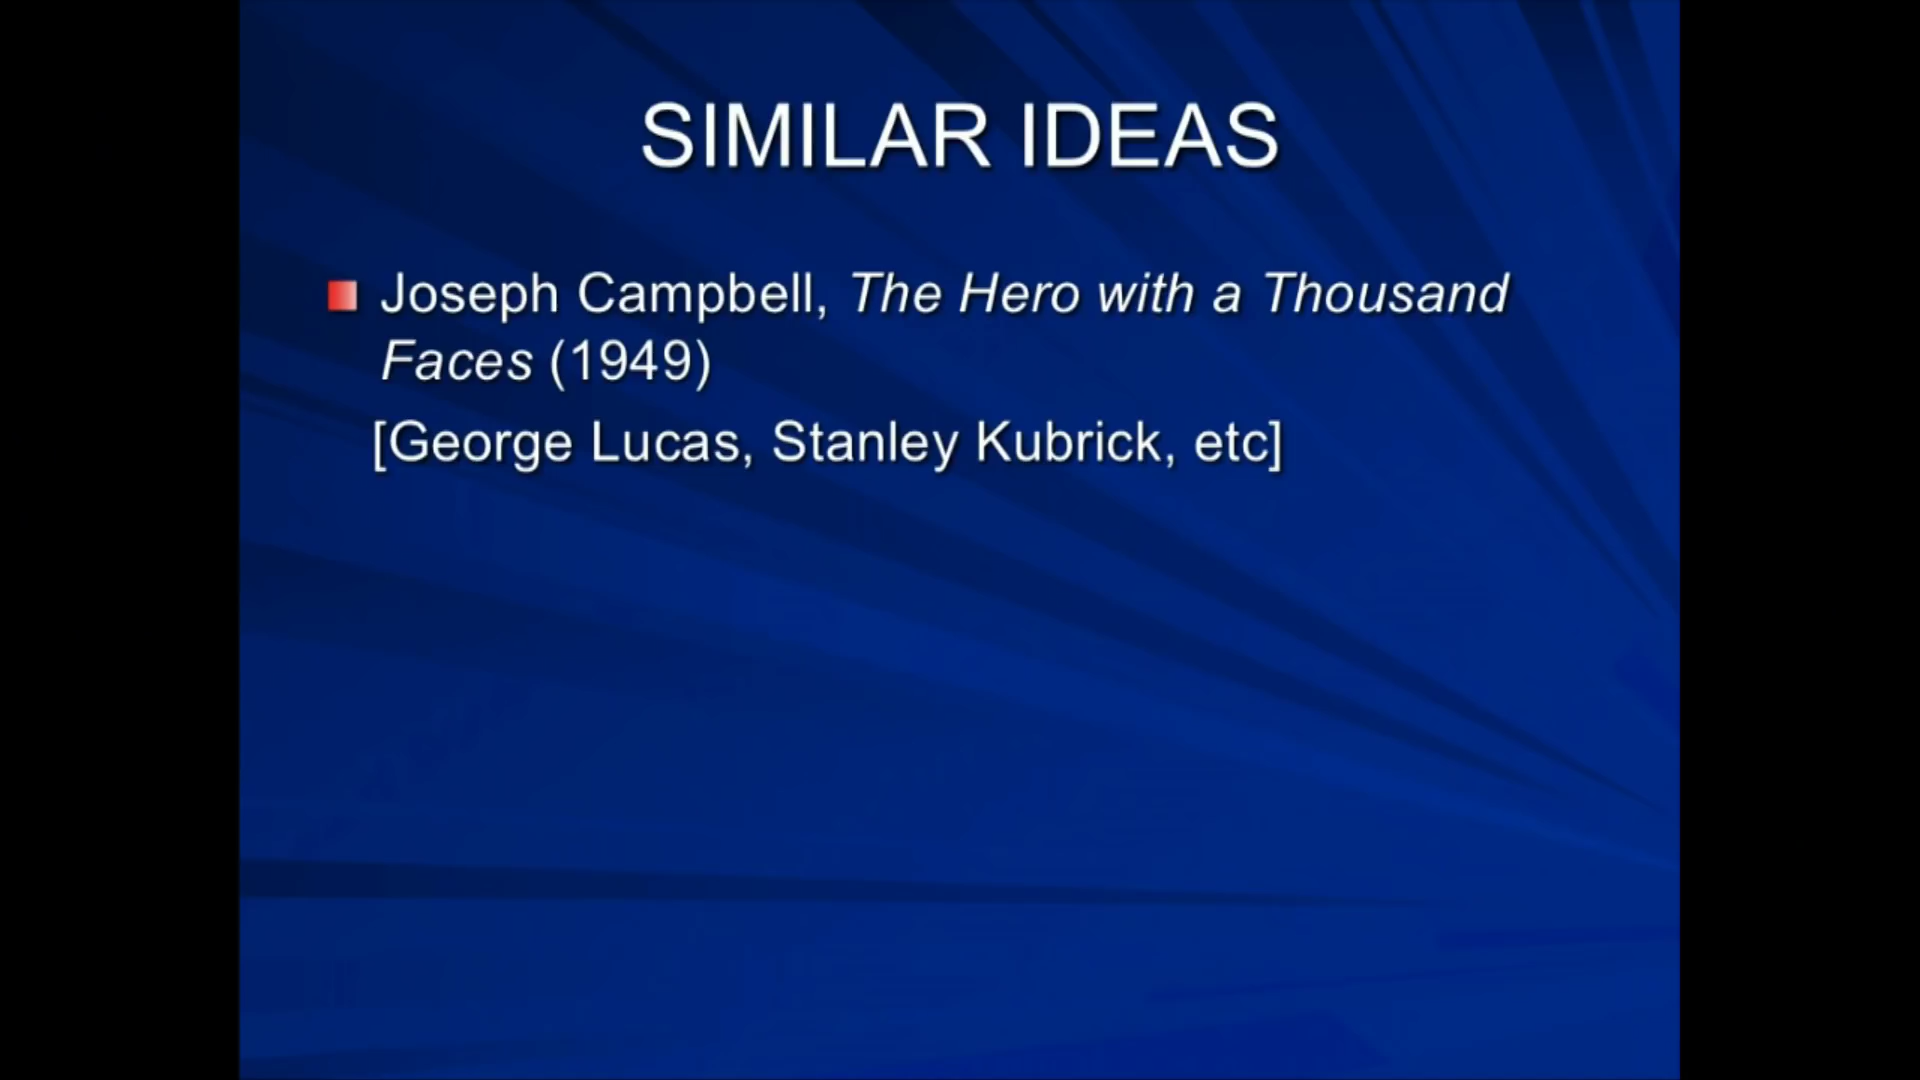 SIMILAR IDEAS
Joseph Campbell, The Hero with a Thousand
Faces (1949)
[George Lucas, Stanley Kubrick, etc]